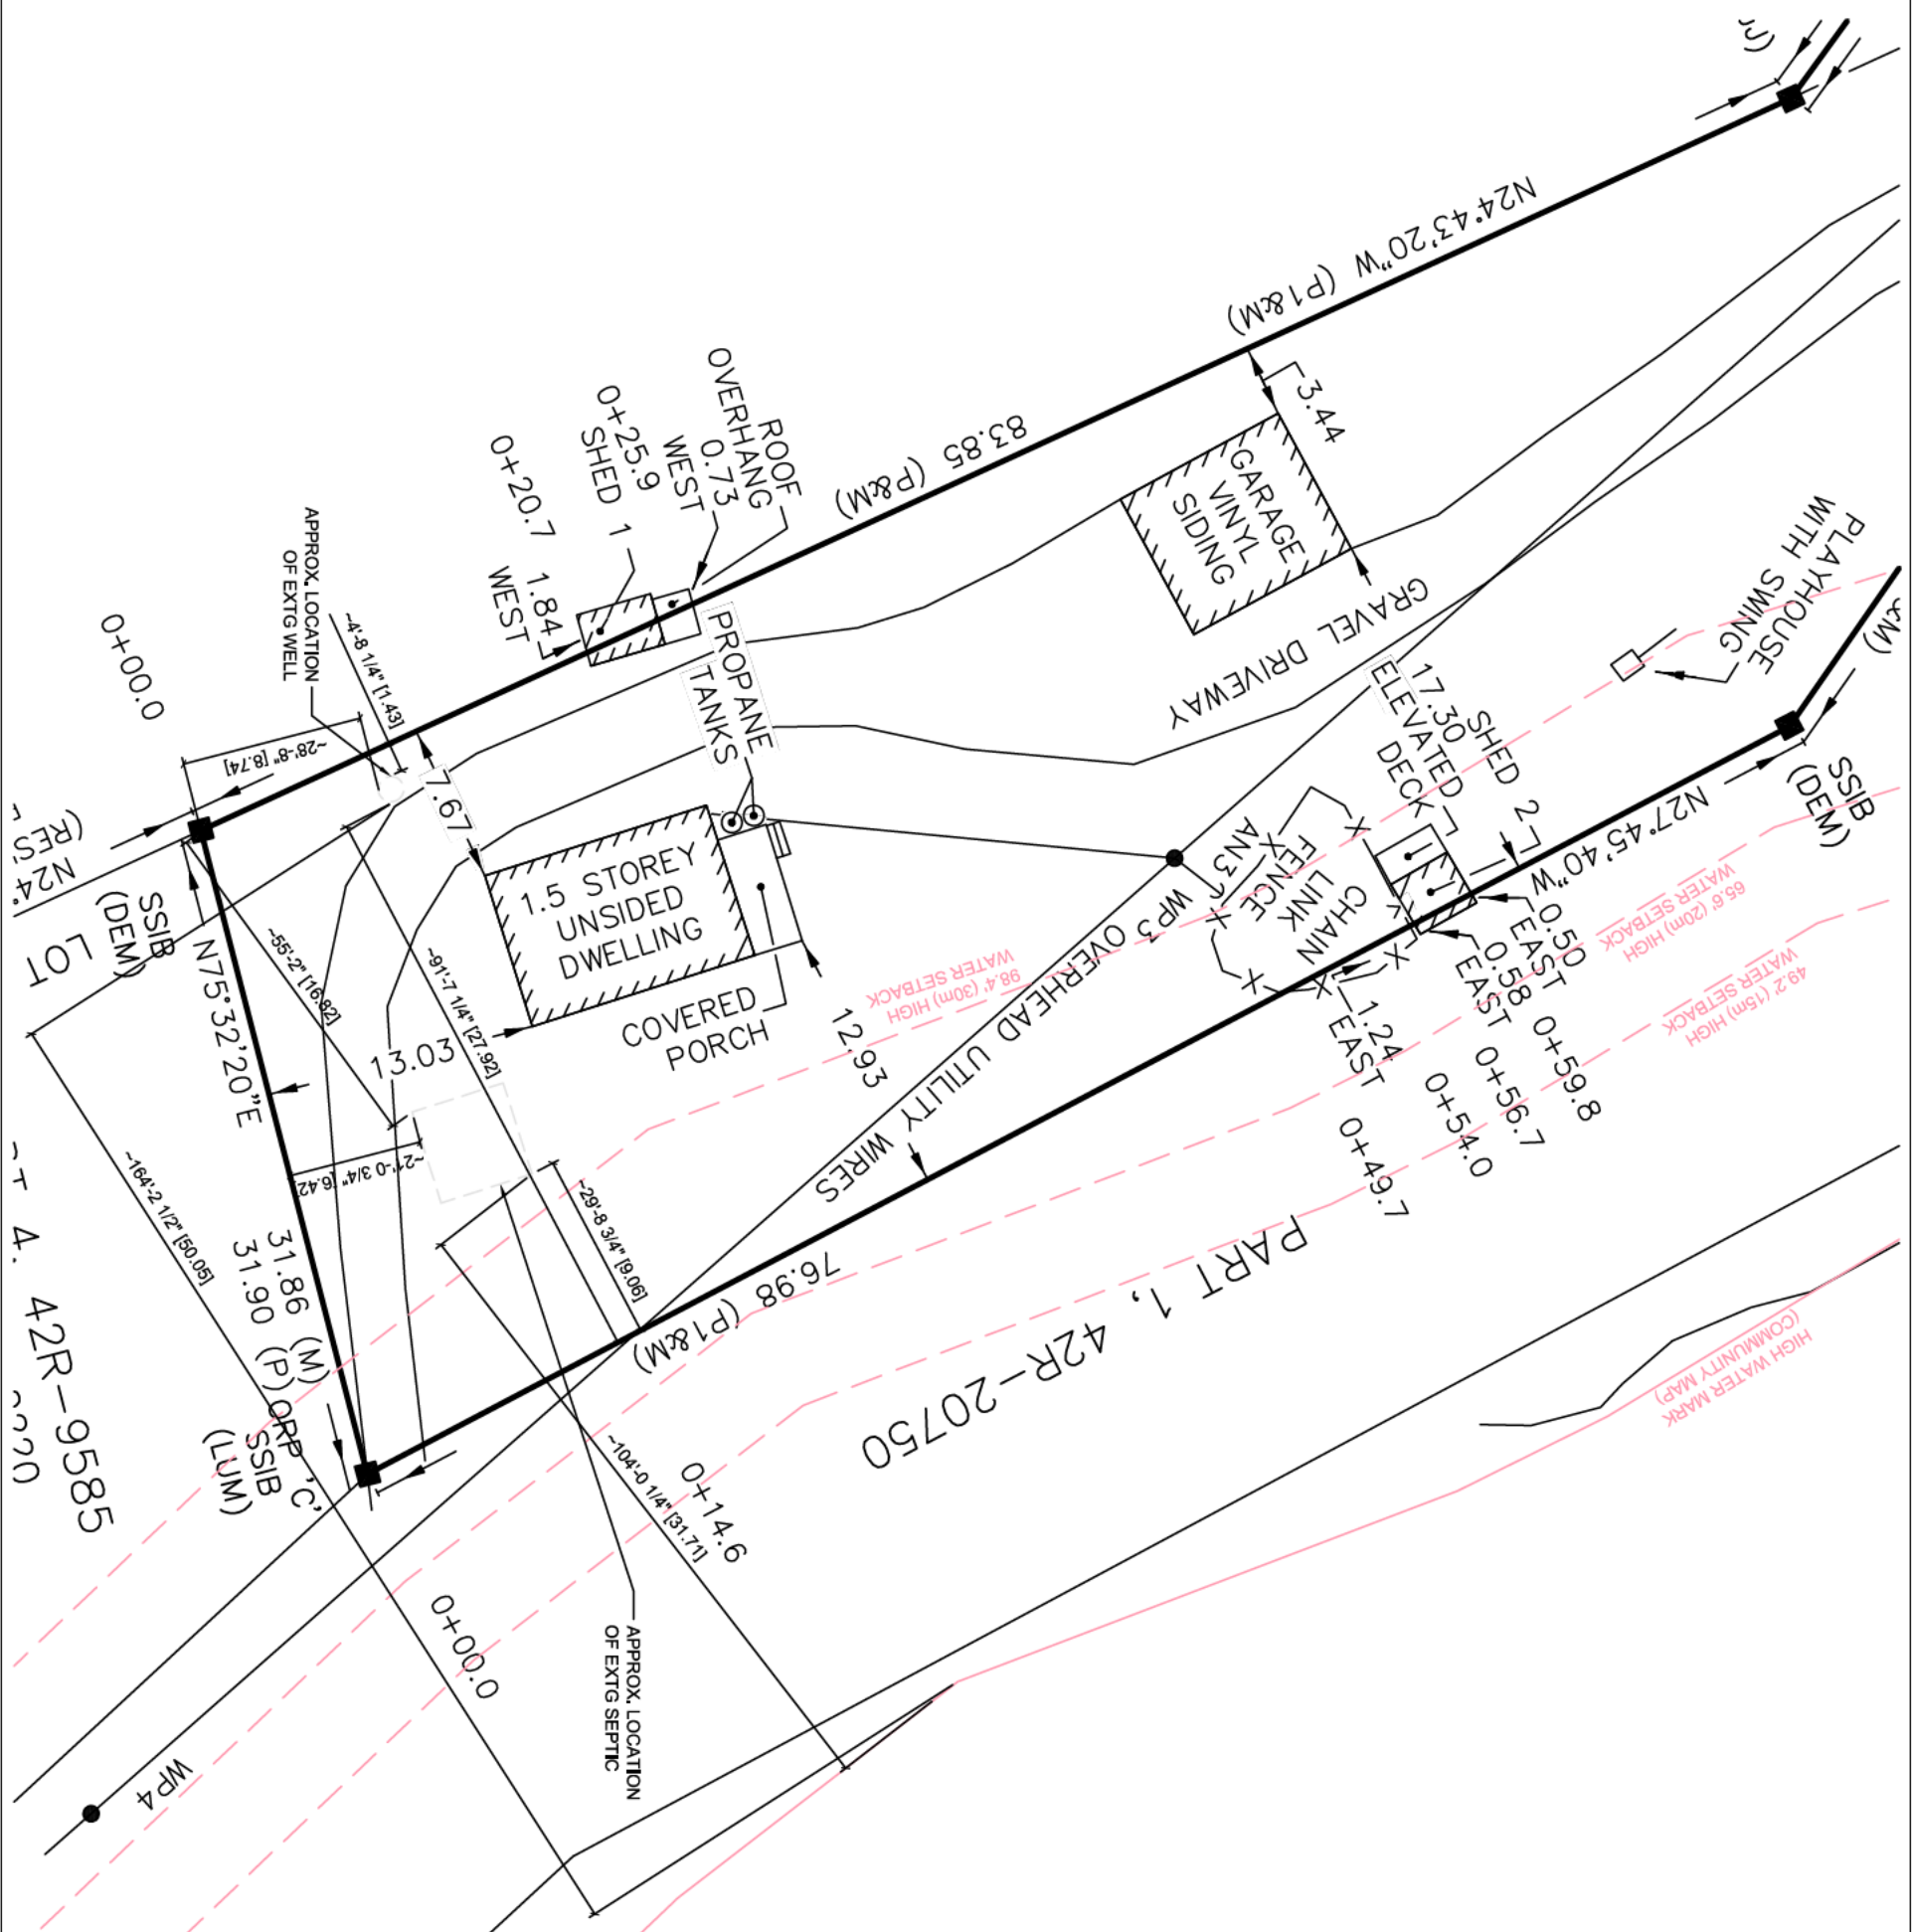 N24°43'20"W (P1&M)
83.85 (P&M)
3.44
GARAGE
VINYL
SIDING
GRAVEL DRIVEWAY
PLAYHOUSE
WITH
SWING
SSIB
(DEM)
N27°45'40"W
SHED 2
17.30
ELEVATED
DECK
CHAIN
LINK
FENCE
AN3
X
X
X
X
X
X
X
0.50
EAST
0.58
EAST
1.24
EAST
0+59.8
0+56.7
0+54.0
0+49.7
65.6' (20m) HIGH
WATER SETBACK
49.2' (15m) HIGH
WATER SETBACK
98.4' (30m) HIGH
WATER SETBACK
HIGH WATER MARK
(COMMUNITY MAP)
ROOF
OVERHANG
0.73
WEST
0+25.9
SHED 1
0+20.7
1.84
WEST
PROPANE
TANKS
APPROX. LOCATION
OF EXTG WELL
~4'-8 1/4" [1.43]
0+00.0
~28'-8" [8.74]
7.67
1.5 STOREY
UNSIDED
DWELLING
COVERED
PORCH
12.93
13.03
WP3 OVERHEAD UTILITY
WIRES
SSIB
(DEM)
LOT
N75°32'20"E
~55'-2" [16.82]
~91'-7 1/4" [27.92]
~21'-0 3/4" [6.42]
~29'-8 3/4" [9.06]
~164'-2 1/2" [50.05]
31.86 (M)
31.90 (P)
ORP 'C'
SSIB
(LUM)
76.98 (P1&M)
PART 1, 42R-20750
~104'-0 1/4" [31.71]
0+14.6
0+00.0
APPROX. LOCATION
OF EXTG SEPTIC
4. 42R-9585
WP4